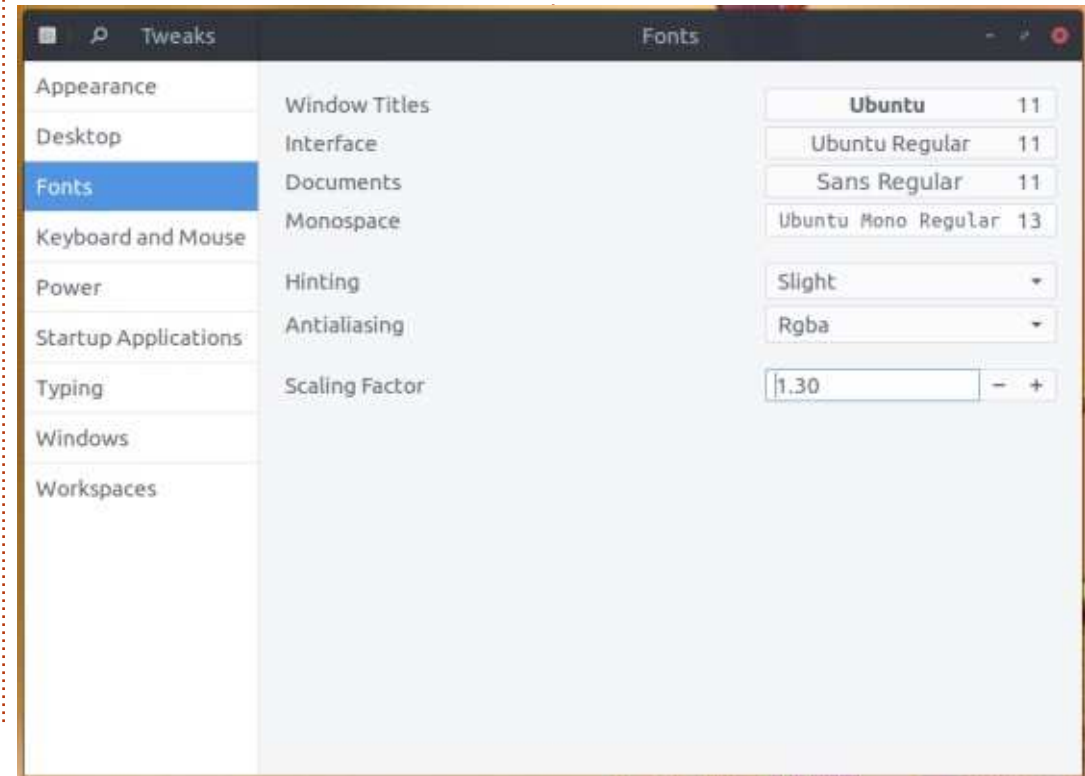 Tweaks
Fonts
Appearance
Desktop
Fonts
Keyboard and Mouse
Power
Startup Applications
Typing
Windows
Workspaces
Window Titles Ubuntu 11
Interface Ubuntu Regular 11
Documents Sans Regular 11
Monospace Ubuntu Mono Regular 13
Hinting Slight
Antialiasing Rgba
Scaling Factor 1.30 − +